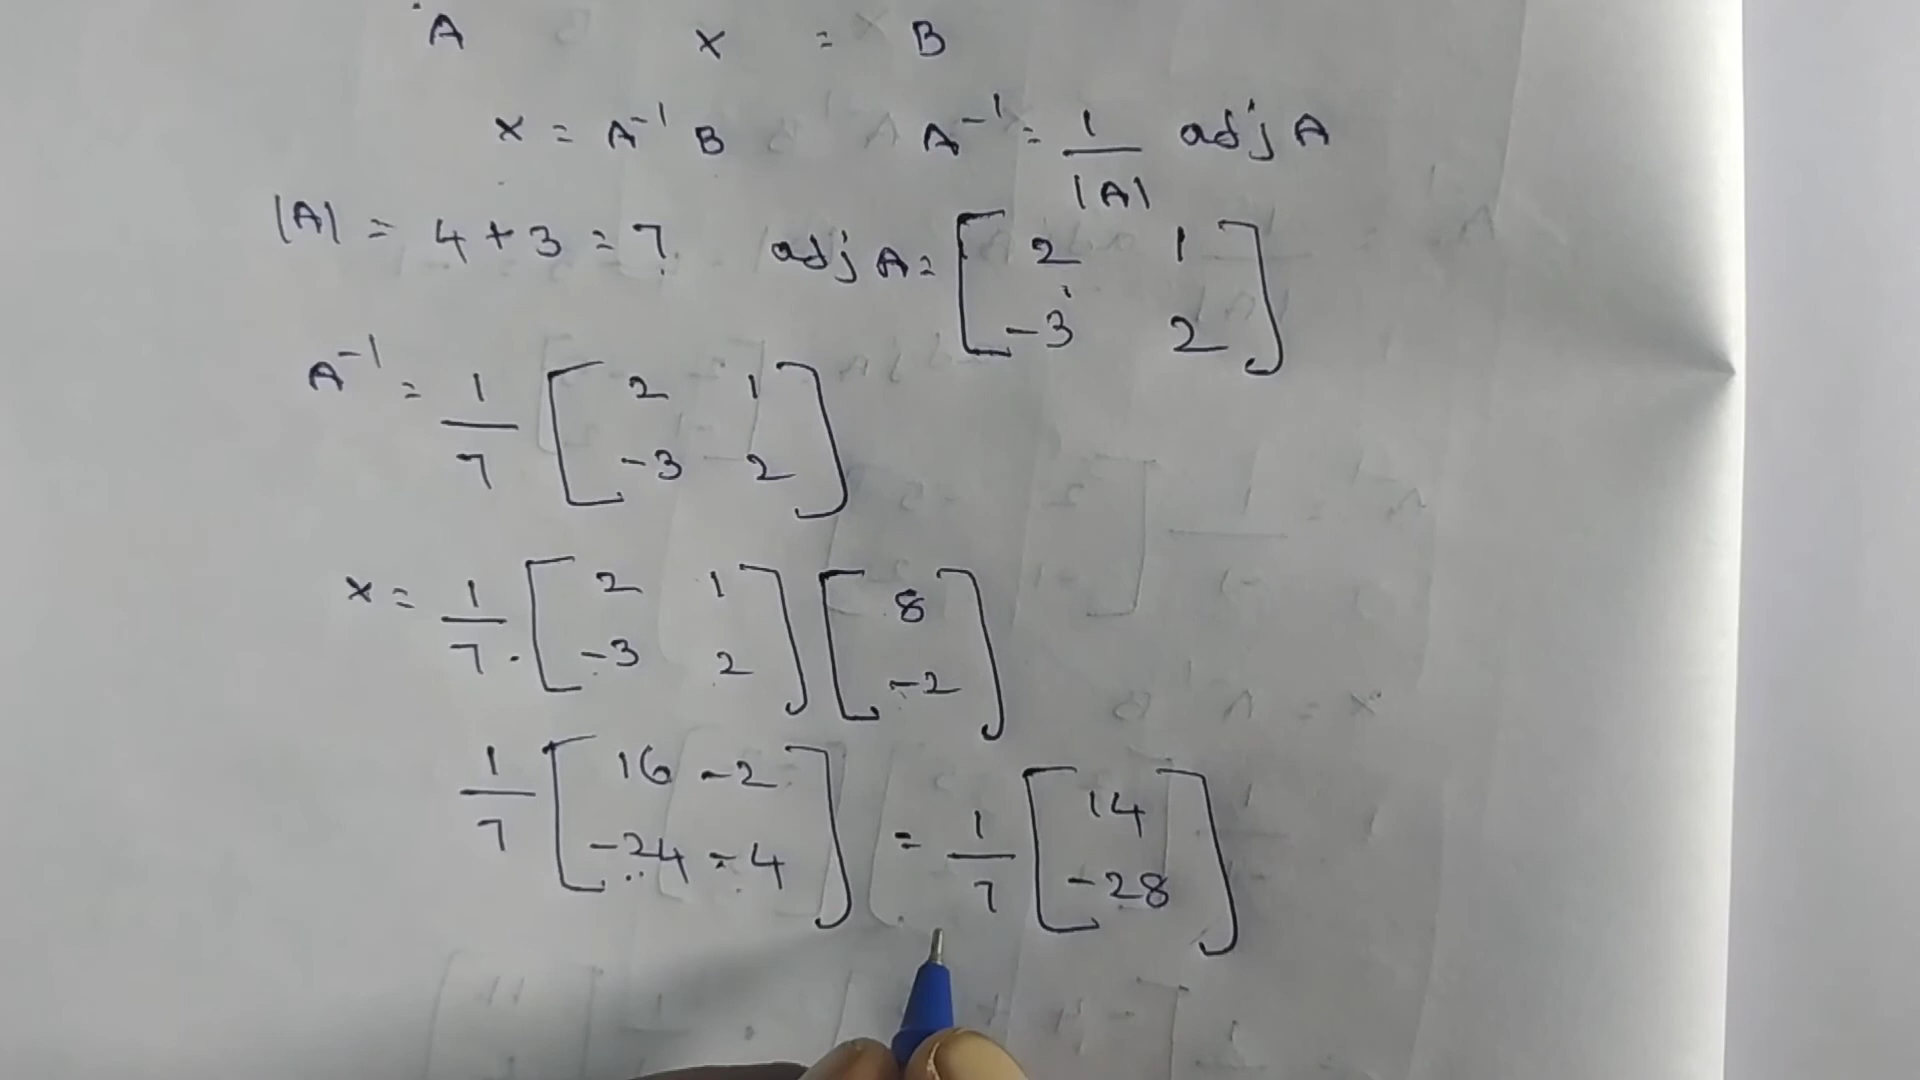 A X = B
X = A⁻¹ B A⁻¹ = 1/|A| adj A
|A| = 4 + 3 = 7 adj A = [2 1; -3 2]
A⁻¹ = 1/7 [2 1; -3 2]
X = 1/7 . [2 1; -3 2] [8; -2]
1/7 [16 - 2; -24 - 4] = 1/7 [14; -28]